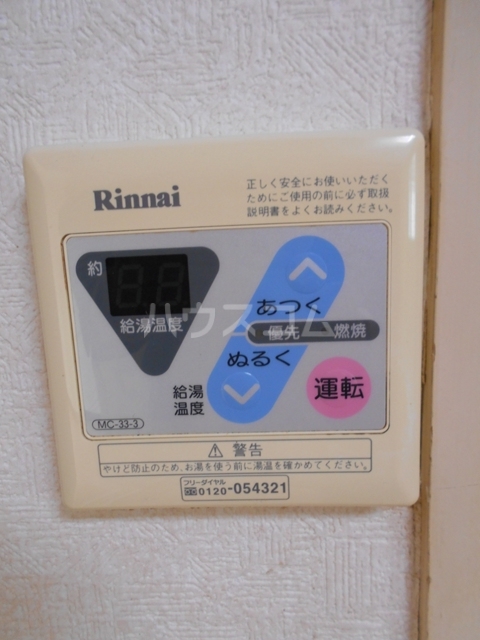 Rinnai
正しく安全にお使いいただく
ためにご使用の前に必ず取扱
説明書をよくお読みください。
約
給湯温度
あつく
優先 燃焼
ぬるく
給湯
温度
運転
MC-33-3
警告
やけど防止のため、お湯を使う前に湯温を確かめてください。
フリーダイヤル
0120-054321
ハウスコム